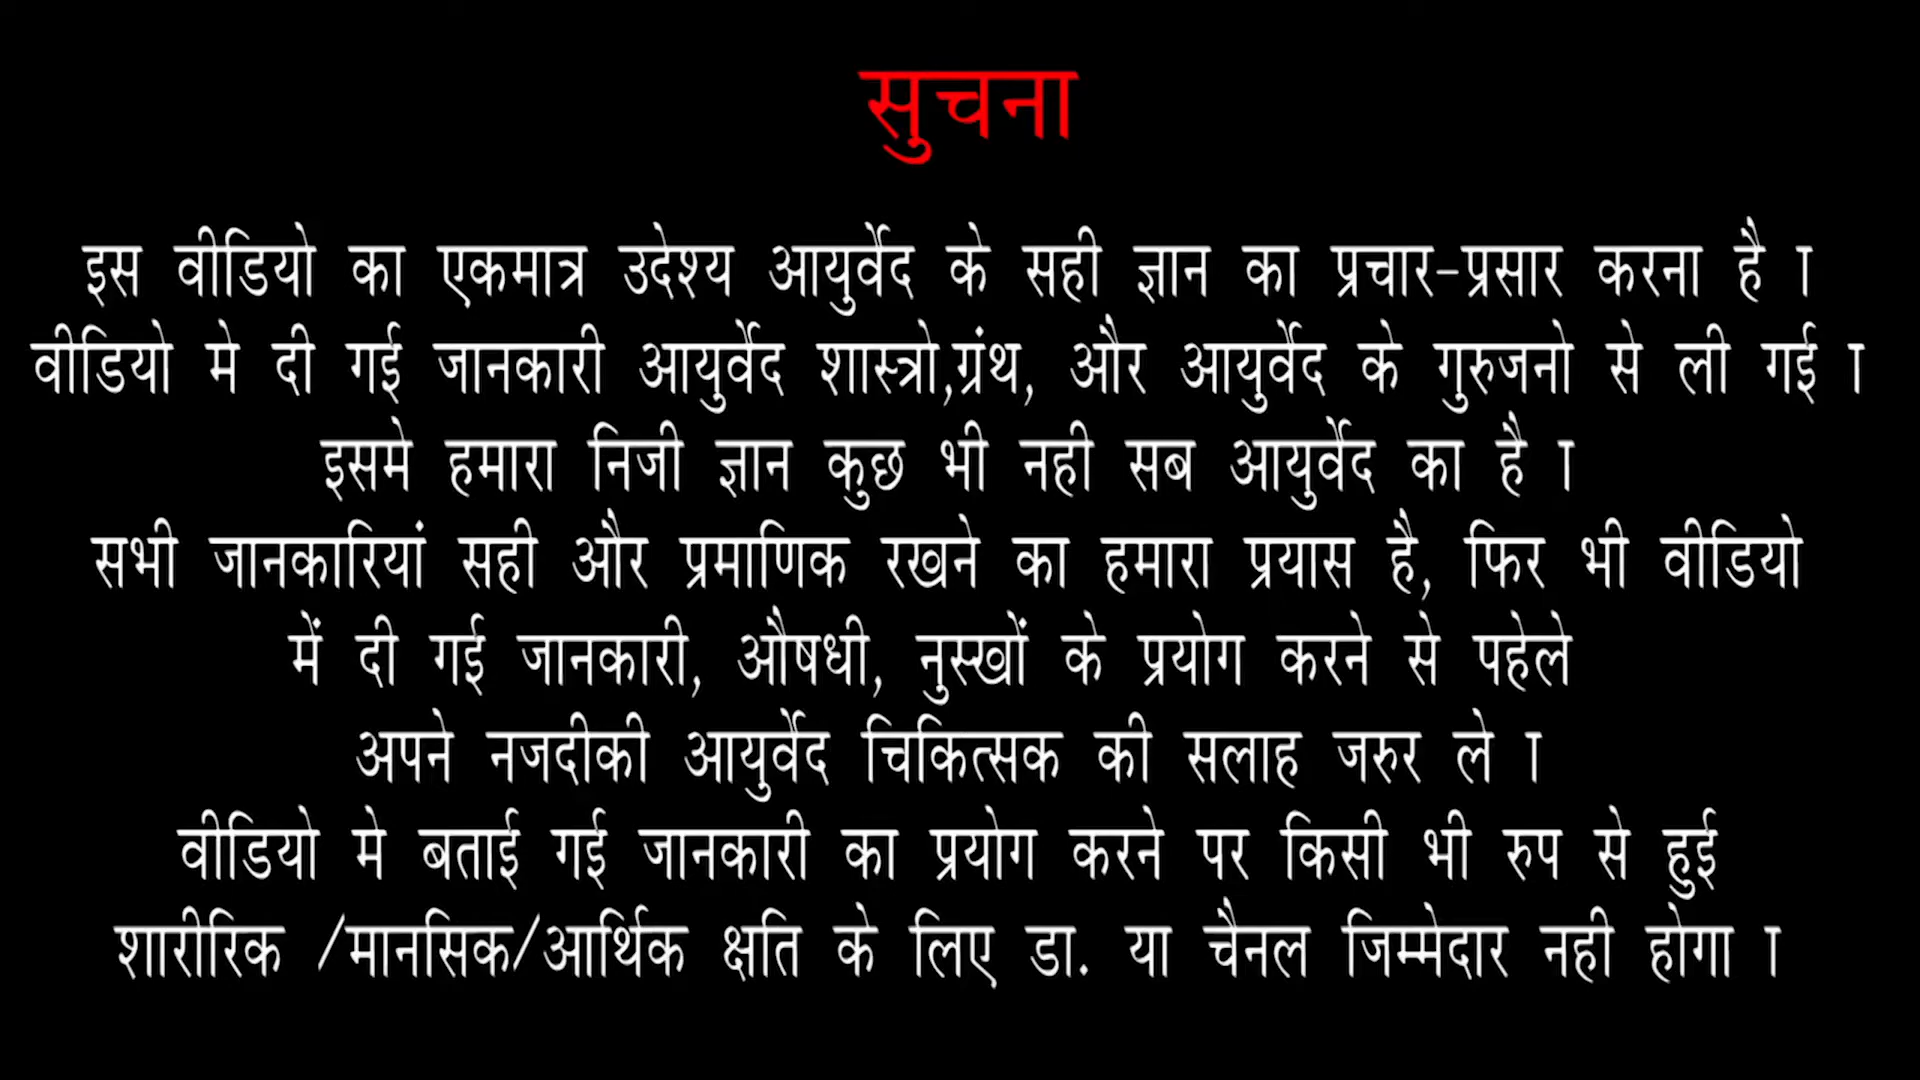 सुचना
इस वीडियो का एकमात्र उदेश्य आयुर्वेद के सही ज्ञान का प्रचार-प्रसार करना है ।
वीडियो मे दी गई जानकारी आयुर्वेद शास्त्रो,ग्रंथ, और आयुर्वेद के गुरुजनो से ली गई ।
इसमे हमारा निजी ज्ञान कुछ भी नही सब आयुर्वेद का है ।
सभी जानकारियां सही और प्रमाणिक रखने का हमारा प्रयास है, फिर भी वीडियो
में दी गई जानकारी, औषधी, नुस्खों के प्रयोग करने से पहेले
अपने नजदीकी आयुर्वेद चिकित्सक की सलाह जरुर ले ।
वीडियो मे बताई गई जानकारी का प्रयोग करने पर किसी भी रुप से हुई
शारीरिक /मानसिक/आर्थिक क्षति के लिए डा. या चैनल जिम्मेदार नही होगा ।